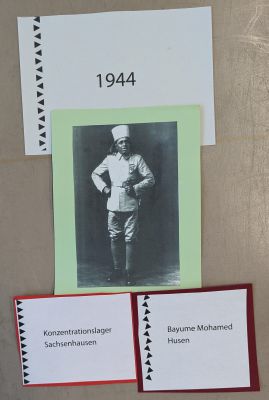 1944
Konzentrationslager
Sachsenhausen
Bayume Mohamed
Husen